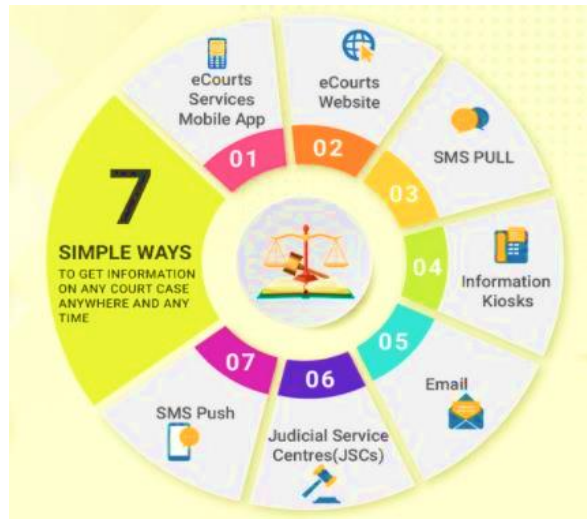 7
SIMPLE WAYS
TO GET INFORMATION
ON ANY COURT CASE
ANYWHERE AND ANY
TIME
eCourts
Services
Mobile App
01
eCourts
Website
02
SMS PULL
03
Information
Kiosks
04
Email
05
Judicial Service
Centres(JSCs)
06
SMS Push
07